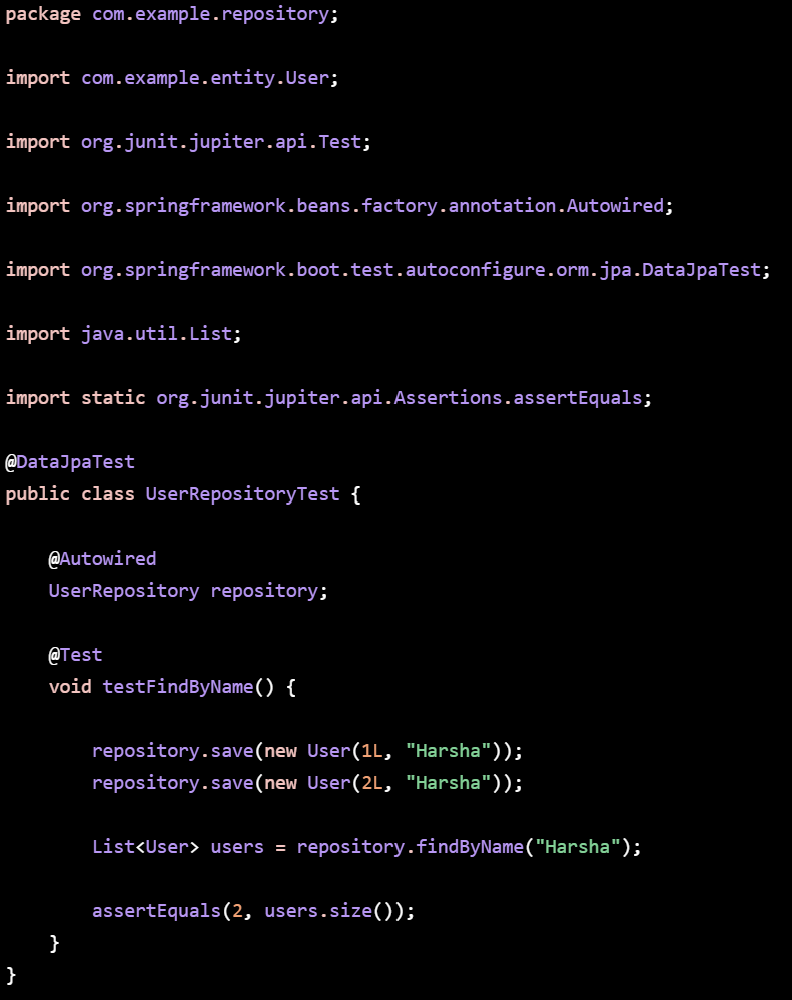 package com.example.repository;
import com.example.entity.User;
import org.junit.jupiter.api.Test;
import org.springframework.beans.factory.annotation.Autowired;
import org.springframework.boot.test.autoconfigure.orm.jpa.DataJpaTest;
import java.util.List;
import static org.junit.jupiter.api.Assertions.assertEquals;
@DataJpaTest
public class UserRepositoryTest {
    @Autowired
    UserRepository repository;
    @Test
    void testFindByName() {
        repository.save(new User(1L, "Harsha"));
        repository.save(new User(2L, "Harsha"));
        List<User> users = repository.findByName("Harsha");
        assertEquals(2, users.size());
    }
}